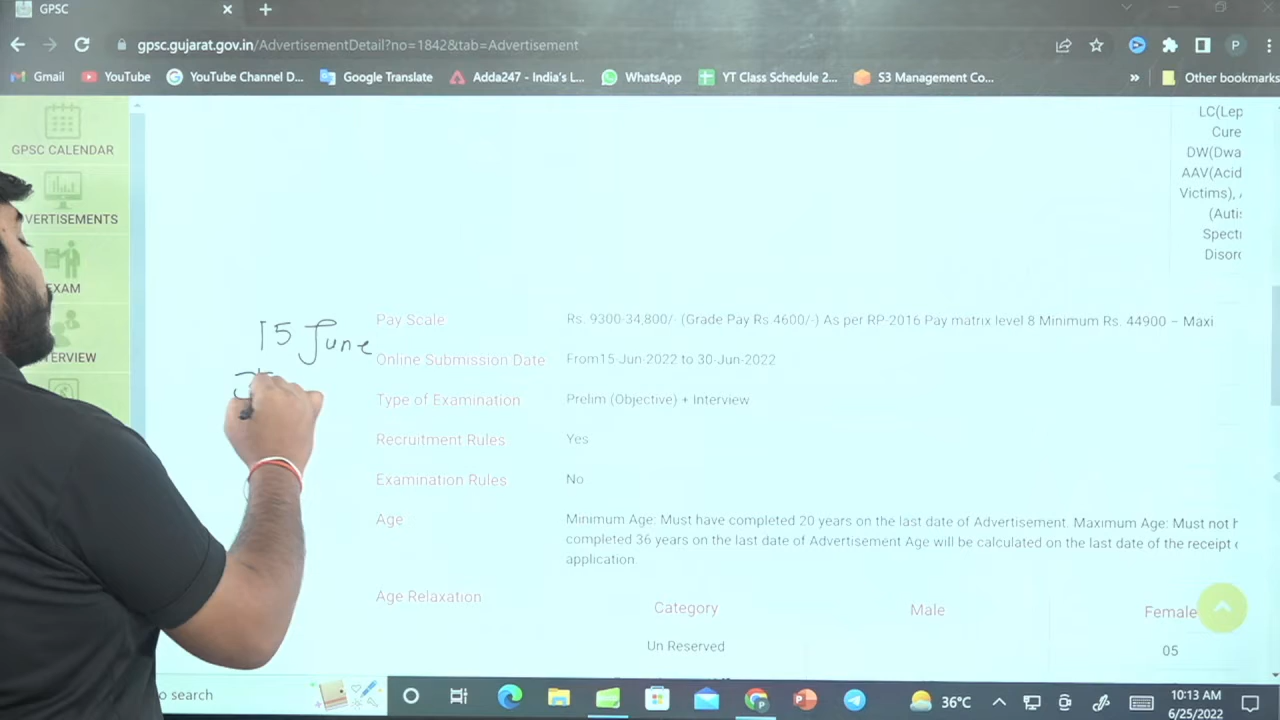 GPSC
gpsc.gujarat.gov.in/AdvertisementDetail?no=1842&tab=Advertisement
P
Gmail YouTube YouTube Channel D... Google Translate Adda247 - India's L... WhatsApp YT Class Schedule 2... S3 Management Co... » Other bookmarks
GPSC CALENDAR
VERTISEMENTS
EXAM
TERVIEW
LC(Lep
Cure
DW(Dwa
AAV(Acid
Victims),
(Autis
Spectr
Disord
15 June
Pay Scale Rs. 9300-34,800/- (Grade Pay Rs.4600/-) As per RP-2016 Pay matrix level 8 Minimum Rs. 44900 – Maxi
Online Submission Date From15-Jun-2022 to 30-Jun-2022
Type of Examination Prelim (Objective) + Interview
Recruitment Rules Yes
Examination Rules No
Age Minimum Age: Must have completed 20 years on the last date of Advertisement. Maximum Age: Must not h
completed 36 years on the last date of Advertisement Age will be calculated on the last date of the receipt
application
Age Relaxation
Category Male Female
Un Reserved 05
o search
36°C
10:13 AM
6/25/2022